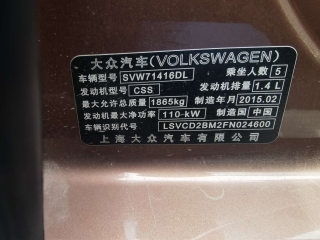 大众汽车(VOLKSWAGEN)
车辆型号 SVW71416DL 乘坐人数 5
发动机型号 CSS 发动机排量 1.4 L
最大允许总质量 1865kg 制造年月 2015.02
发动机最大净功率 110-kW 制造国 中国
车辆识别代号 LSVCD2BM2FN024600
上海大众汽车有限公司